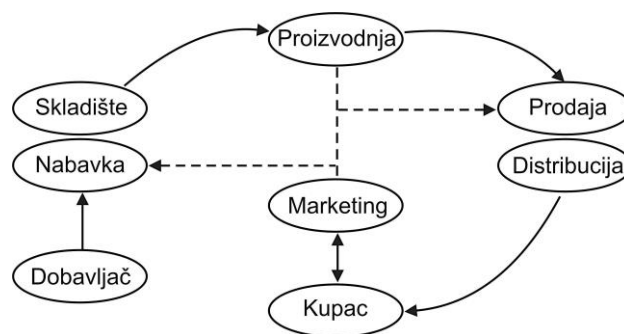 Proizvodnja
Skladište
Prodaja
Nabavka
Distribucija
Marketing
Dobavljač
Kupac